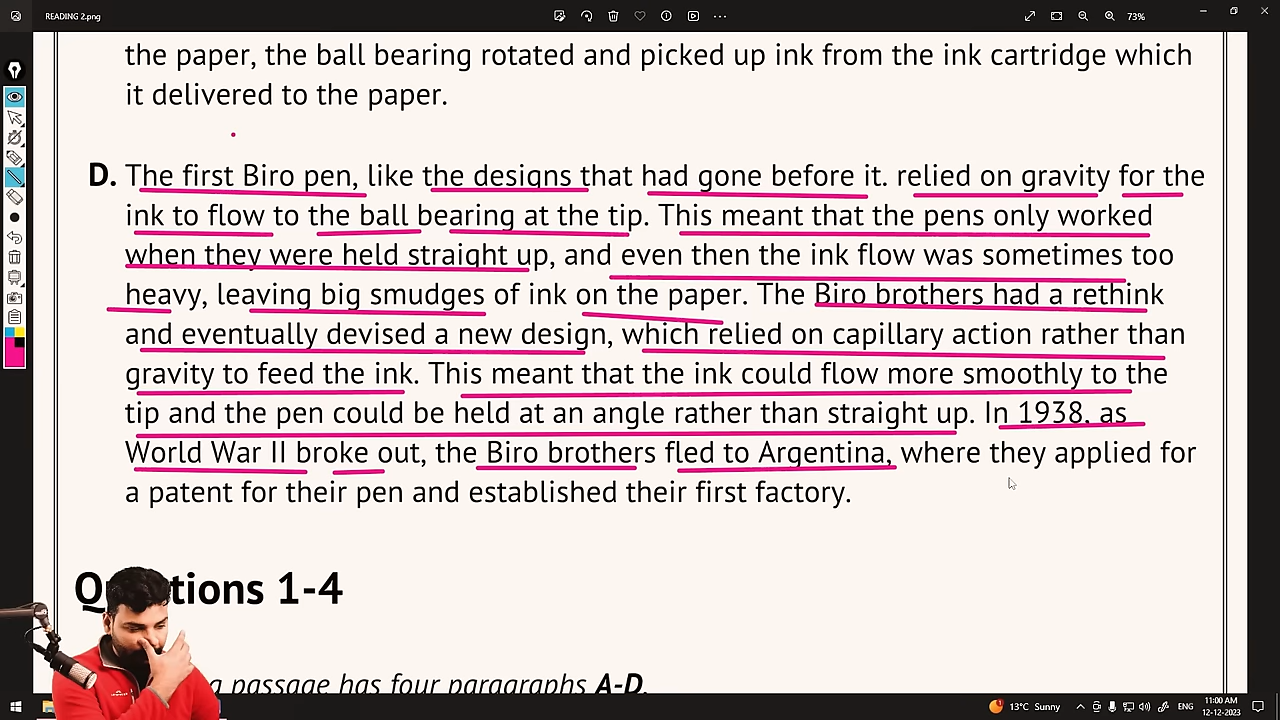 READING 2.png
73%
the paper, the ball bearing rotated and picked up ink from the ink cartridge which
it delivered to the paper.
D. The first Biro pen, like the designs that had gone before it. relied on gravity for the
ink to flow to the ball bearing at the tip. This meant that the pens only worked
when they were held straight up, and even then the ink flow was sometimes too
heavy, leaving big smudges of ink on the paper. The Biro brothers had a rethink
and eventually devised a new design, which relied on capillary action rather than
gravity to feed the ink. This meant that the ink could flow more smoothly to the
tip and the pen could be held at an angle rather than straight up. In 1938, as
World War II broke out, the Biro brothers fled to Argentina, where they applied for
a patent for their pen and established their first factory.
tions 1-4
passage has four paragraphs A-D.
13°C Sunny
ENG
11:00 AM
12-12-2023